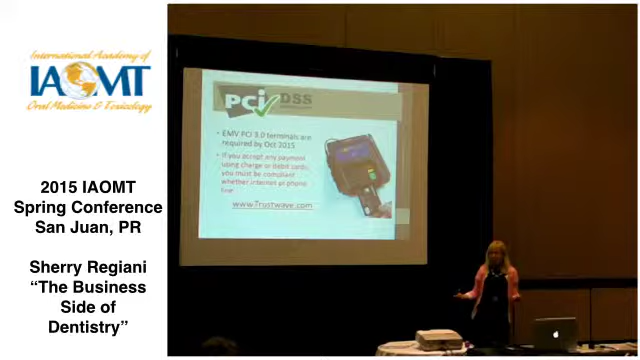 International Academy of
IAOMT
Oral Medicine & Toxicology
2015 IAOMT
Spring Conference
San Juan, PR
Sherry Regiani
“The Business
Side of
Dentistry”
PCI DSS
• EMV PCI 3.0 terminals are
required by Oct 2015
• If you accept any payment
using charge or debit cards,
you must be compliant
whether internet or phone
line
www.Trustwave.com